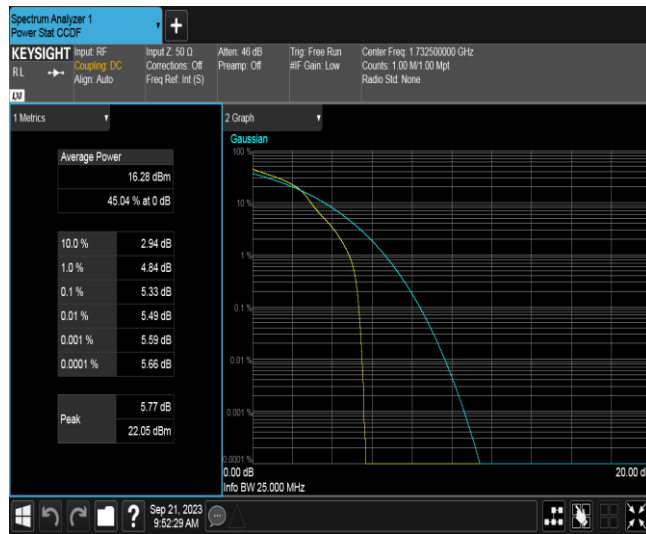 Spectrum Analyzer 1
Power Stat CCDF
+
KEYSIGHT
RL
LXI
Input: RF
Coupling: DC
Align: Auto
Input Z: 50 Ω
Corrections: Off
Freq Ref: Int (S)
Atten: 46 dB
Preamp: Off
Trig: Free Run
#IF Gain: Low
Center Freq: 1.732500000 GHz
Counts: 1.00 M/1.00 Mpt
Radio Std: None
1 Metrics
Average Power
16.28 dBm
45.04 % at 0 dB
10.0 % 2.94 dB
1.0 % 4.84 dB
0.1 % 5.33 dB
0.01 % 5.49 dB
0.001 % 5.59 dB
0.0001 % 5.66 dB
Peak
5.77 dB
22.05 dBm
2 Graph
Gaussian
100 %
10 %
1 %
0.1 %
0.01 %
0.001 %
0.0001 %
0.00 dB
20.00 d
Info BW 25.000 MHz
?
Sep 21, 2023
9:52:29 AM